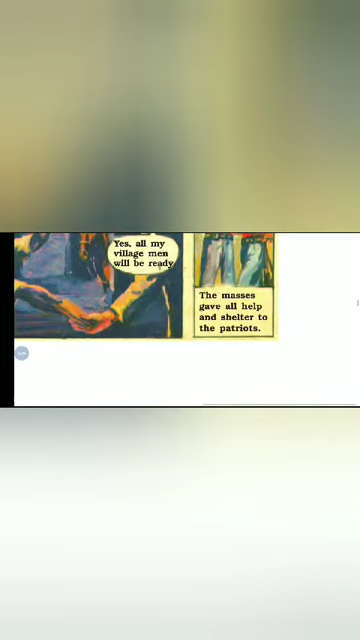 Yes, all my
village men
will be ready
The masses
gave all help
and shelter to
the patriots.